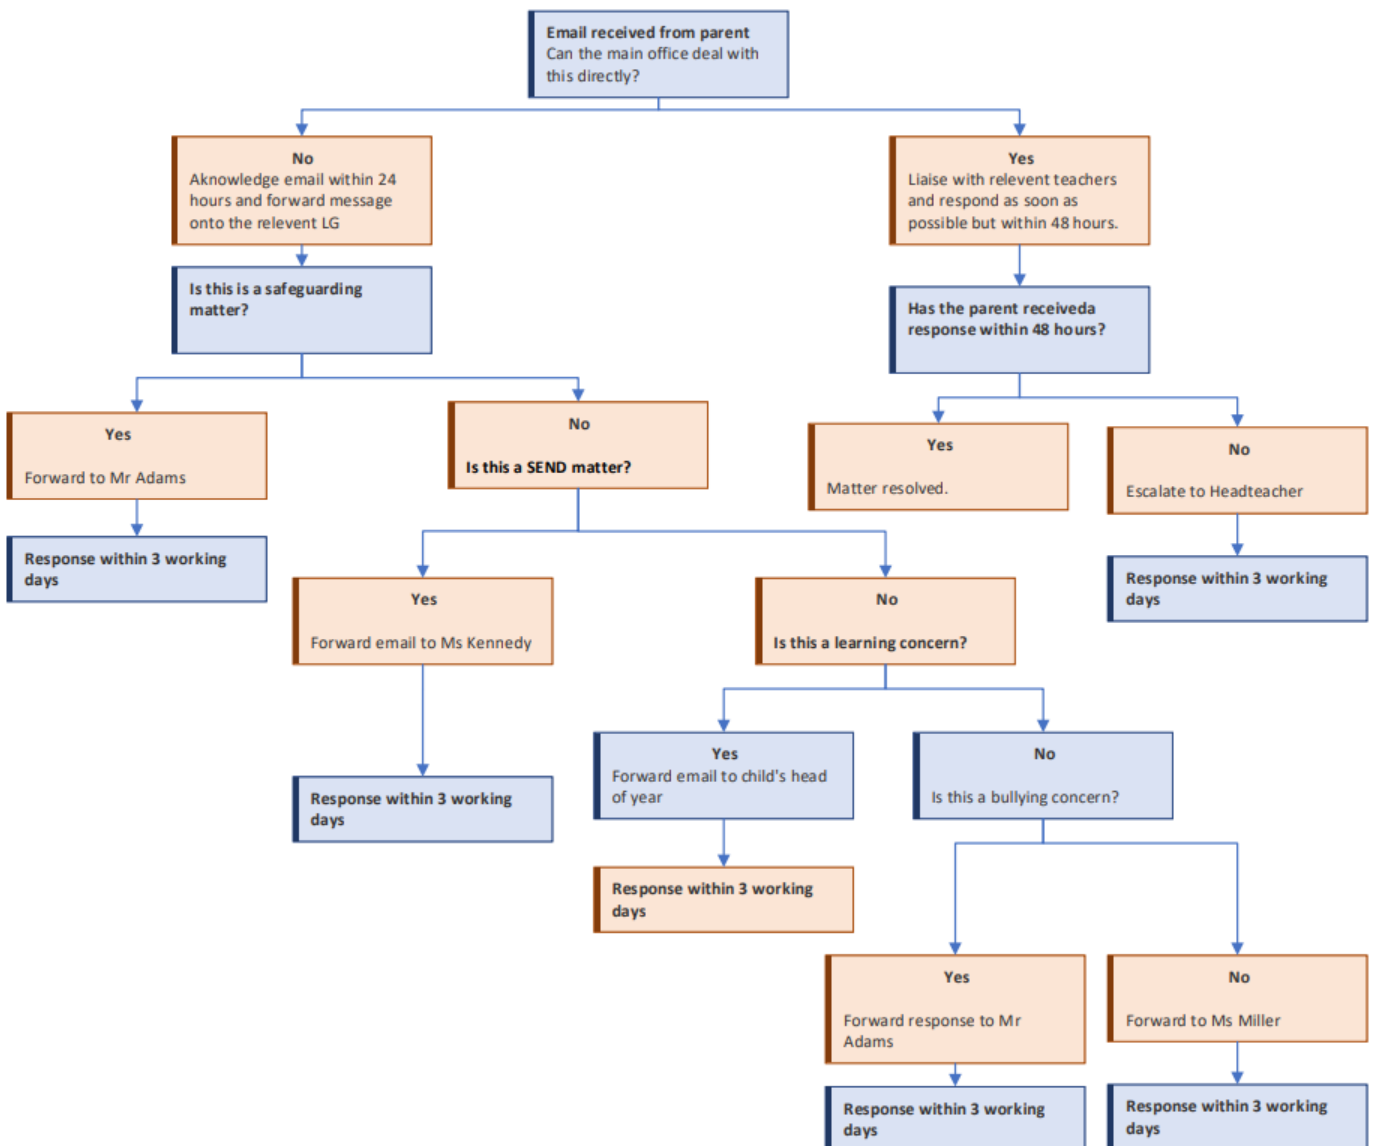 Email received from parent
Can the main office deal with
this directly?
No
Aknowledge email within 24
hours and forward message
onto the relevent LG
Yes
Liaise with relevent teachers
and respond as soon as
possible but within 48 hours.
Is this is a safeguarding
matter?
Has the parent receiveda
response within 48 hours?
Yes
Forward to Mr Adams
No
Is this a SEND matter?
Yes
Matter resolved.
No
Escalate to Headteacher
Response within 3 working
days
Response within 3 working
days
Yes
Forward email to Ms Kennedy
No
Is this a learning concern?
Response within 3 working
days
Yes
Forward email to child's head
of year
No
Is this a bullying concern?
Response within 3 working
days
Yes
Forward response to Mr
Adams
No
Forward to Ms Miller
Response within 3 working
days
Response within 3 working
days